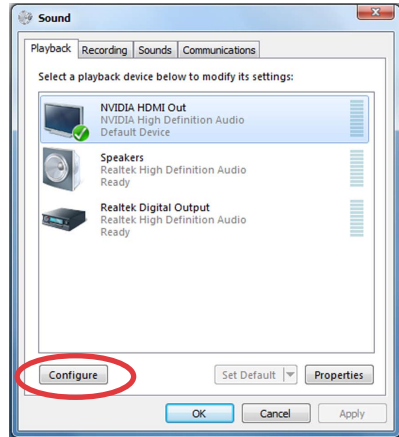 Sound
Playback Recording Sounds Communications
Select a playback device below to modify its settings:
NVIDIA HDMI Out
NVIDIA High Definition Audio
Default Device
Speakers
Realtek High Definition Audio
Ready
Realtek Digital Output
Realtek High Definition Audio
Ready
Configure Set Default Properties
OK Cancel Apply